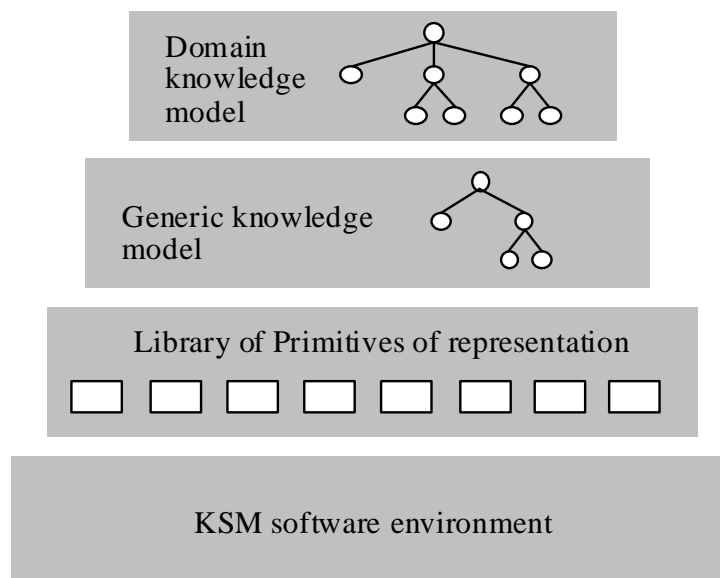 Domain
knowledge
model
Generic knowledge
model
Library of Primitives of representation
KSM software environment